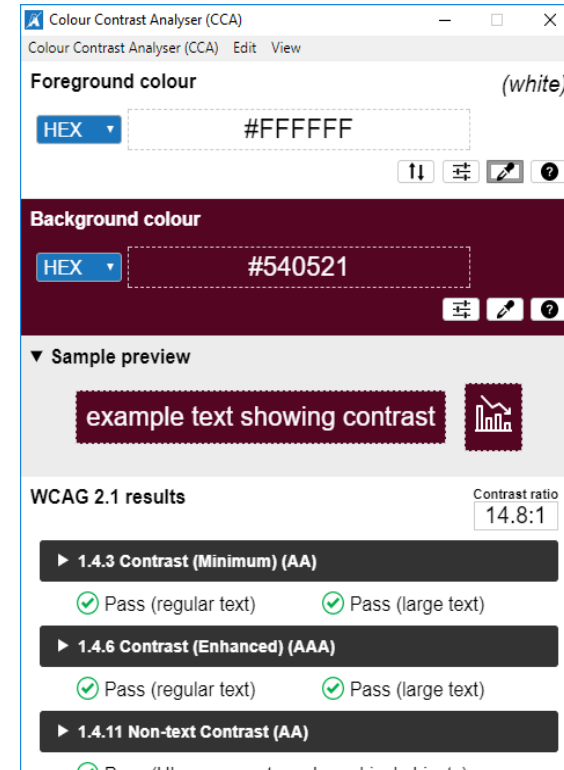 Colour Contrast Analyser (CCA)
Colour Contrast Analyser (CCA) Edit View
Foreground colour (white)
HEX #FFFFFF
Background colour
HEX #540521
Sample preview
example text showing contrast
WCAG 2.1 results Contrast ratio
14.8:1
1.4.3 Contrast (Minimum) (AA)
Pass (regular text) Pass (large text)
1.4.6 Contrast (Enhanced) (AAA)
Pass (regular text) Pass (large text)
1.4.11 Non-text Contrast (AA)